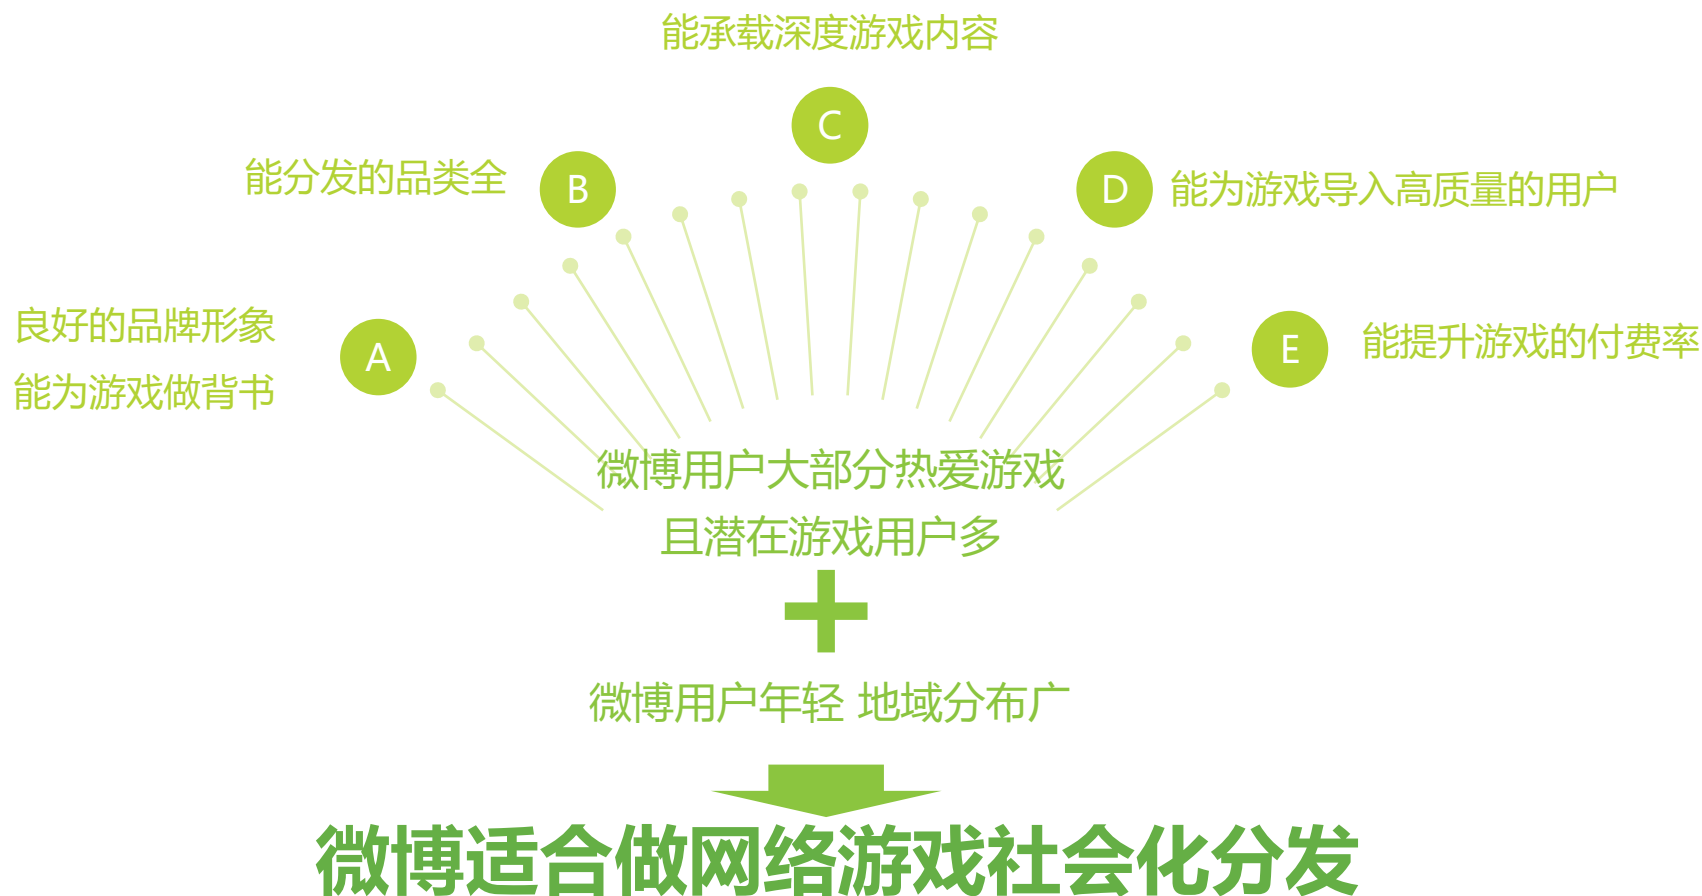 能承载深度游戏内容
C
能分发的品类全
B
D
能为游戏导入高质量的用户
良好的品牌形象
能为游戏做背书
A
E
能提升游戏的付费率
微博用户大部分热爱游戏
且潜在游戏用户多
微博用户年轻 地域分布广
微博适合做网络游戏社会化分发